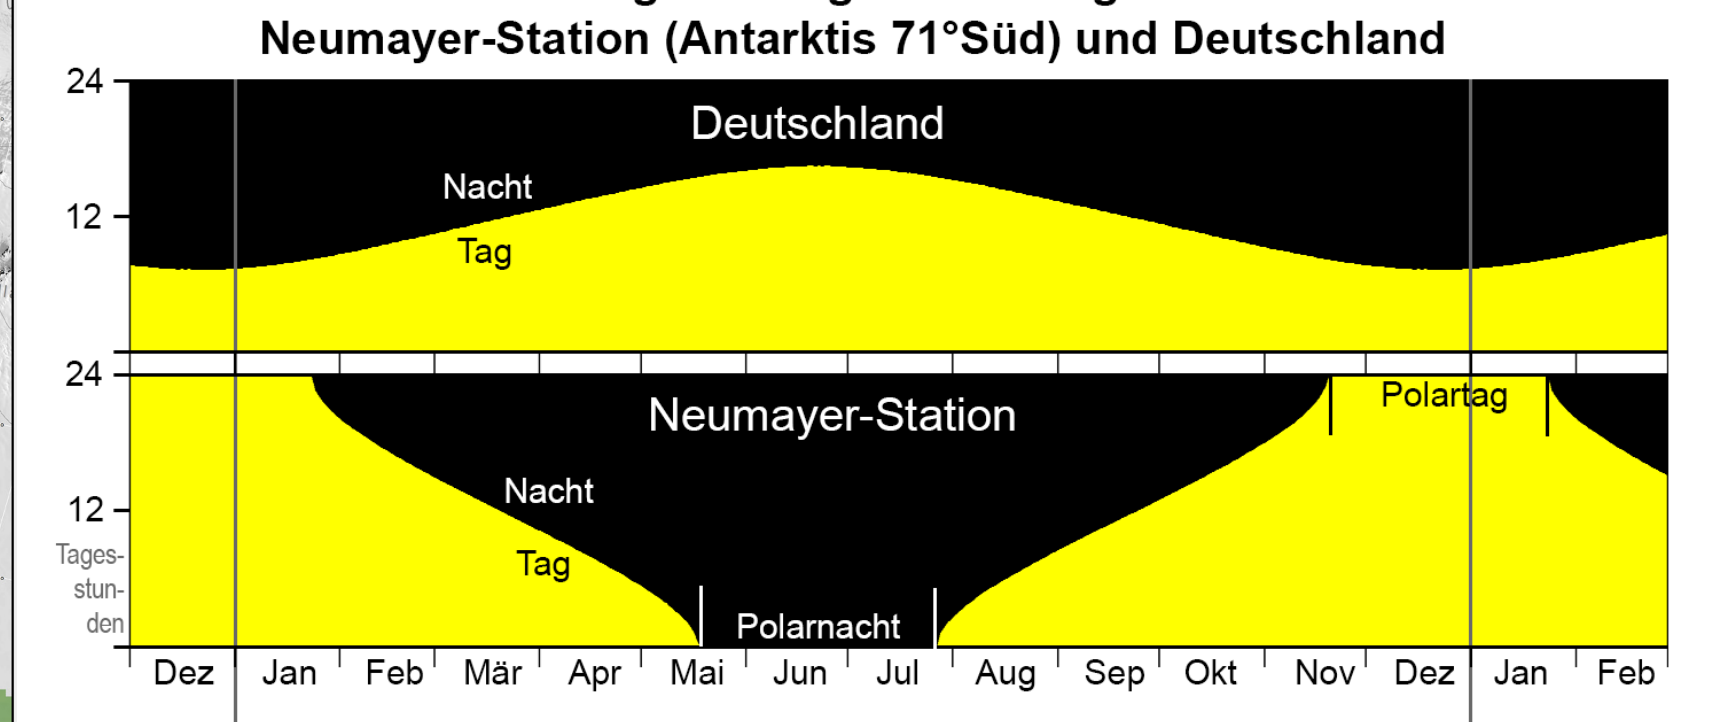 Neumayer-Station (Antarktis 71°Süd) und Deutschland
24
Deutschland
Nacht
12
Tag
24
Polartag
Neumayer-Station
Nacht
12
Tages-
stun-
den
Tag
Polarnacht
Dez Jan Feb Mär Apr Mai Jun Jul Aug Sep Okt Nov Dez Jan Feb